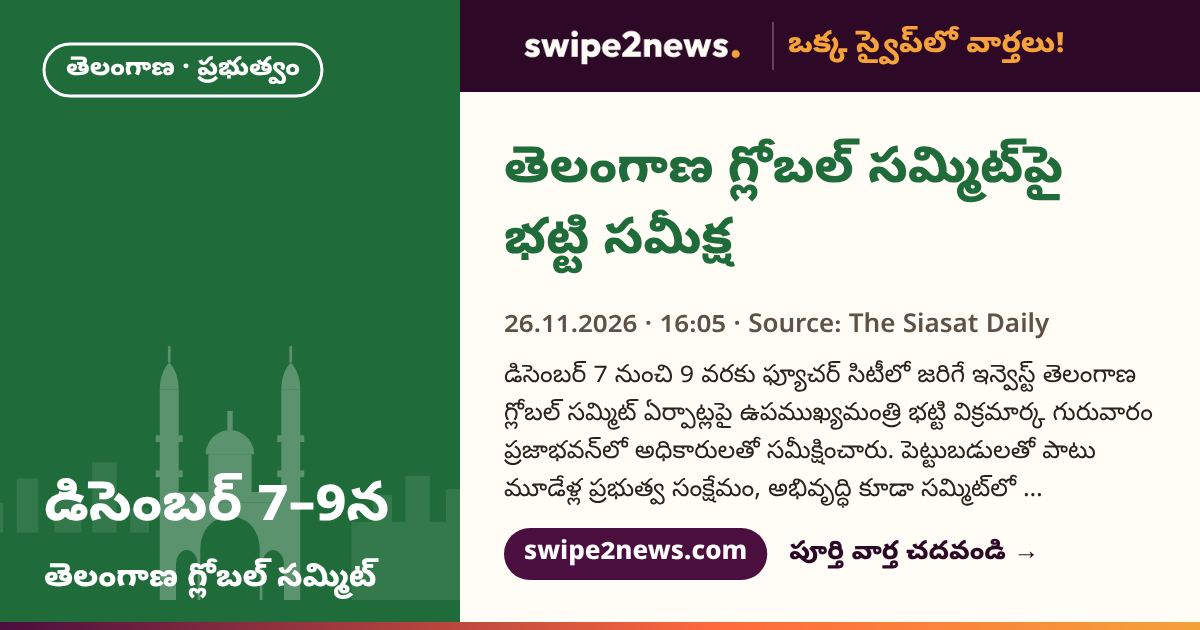 తెలంగాణ · ప్రభుత్వం
డిసెంబర్ 7–9న
తెలంగాణ గ్లోబల్ సమ్మిట్
swipe2news.
ఒక్క స్వైప్‌లో వార్తలు!
తెలంగాణ గ్లోబల్ సమ్మిట్‌పై
భట్టి సమీక్ష
26.11.2026 · 16:05 · Source: The Siasat Daily
డిసెంబర్ 7 నుంచి 9 వరకు ఫ్యూచర్ సిటీలో జరిగే ఇన్వెస్ట్ తెలంగాణ
గ్లోబల్ సమ్మిట్ ఏర్పాట్లపై ఉపముఖ్యమంత్రి భట్టి విక్రమార్క గురువారం
ప్రజాభవన్‌లో అధికారులతో సమీక్షించారు. పెట్టుబడులతో పాటు
మూడేళ్ల ప్రభుత్వ సంక్షేమం, అభివృద్ధి కూడా సమ్మిట్‌లో ...
swipe2news.com
పూర్తి వార్త చదవండి →